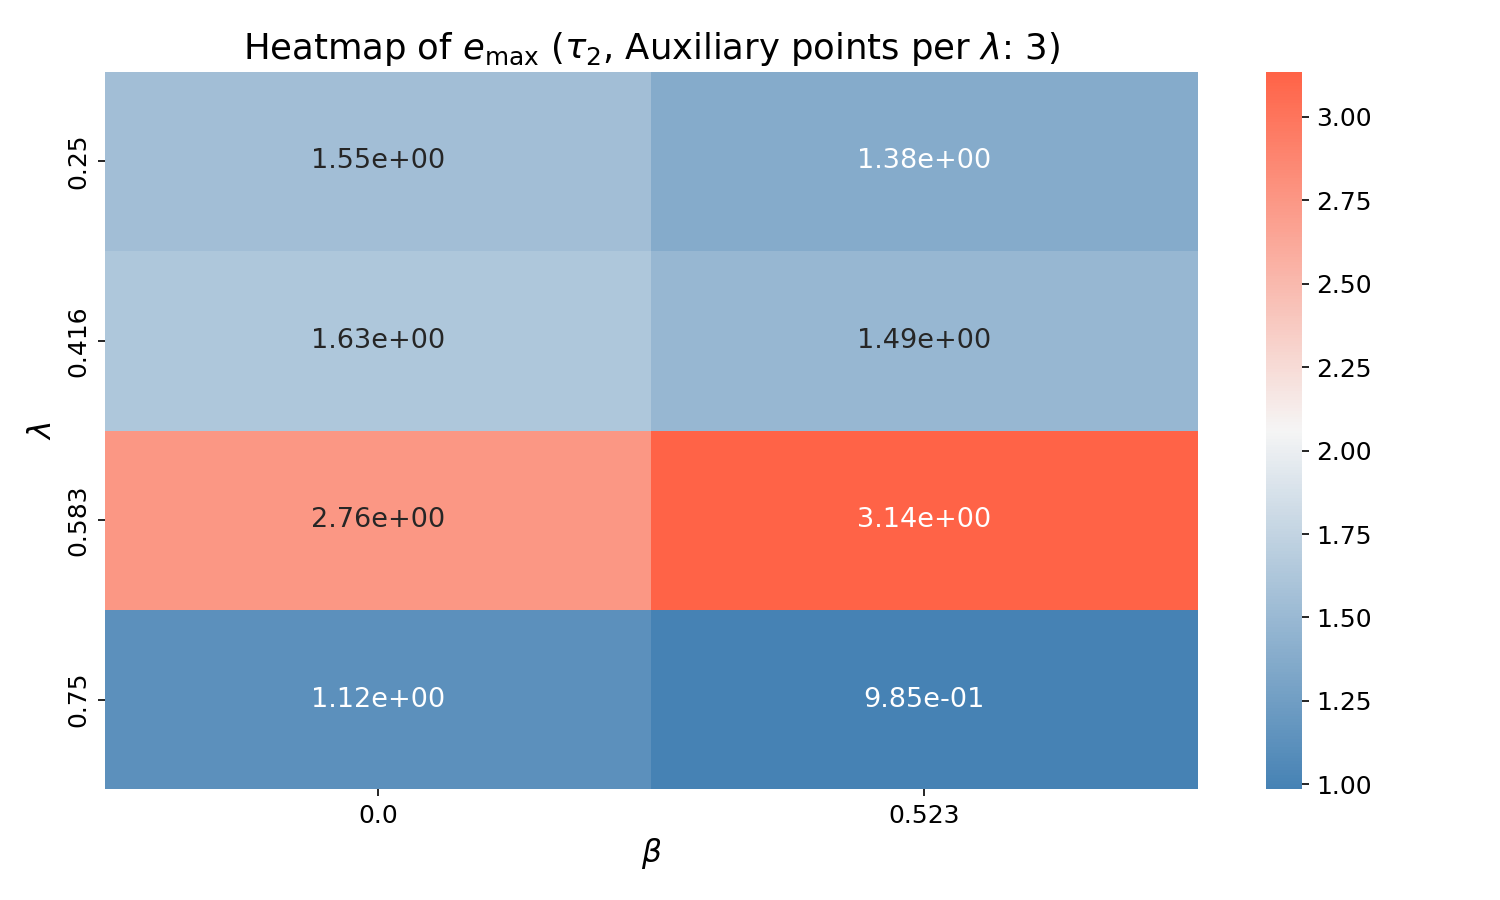 Heatmap of e_max (τ_2, Auxiliary points per λ: 3)
λ
0.25
1.55e+00
1.38e+00
0.416
1.63e+00
1.49e+00
0.583
2.76e+00
3.14e+00
0.75
1.12e+00
9.85e-01
0.0
0.523
β
3.00
2.75
2.50
2.25
2.00
1.75
1.50
1.25
1.00